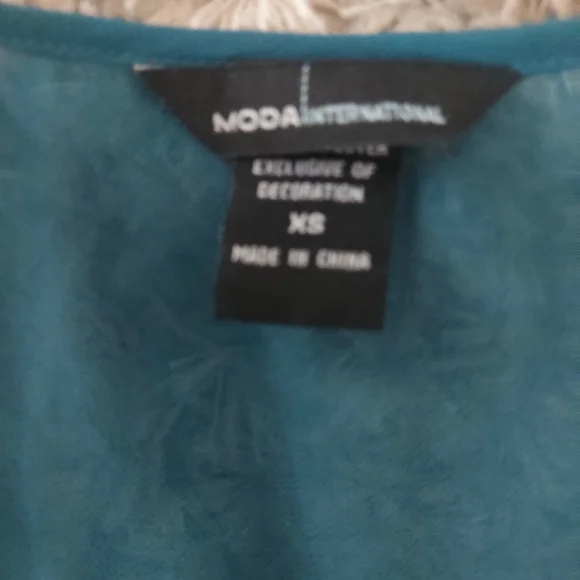 MODA INTERNATIONAL
EXCLUSIVE OF
DECORATION
XS
MADE IN CHINA